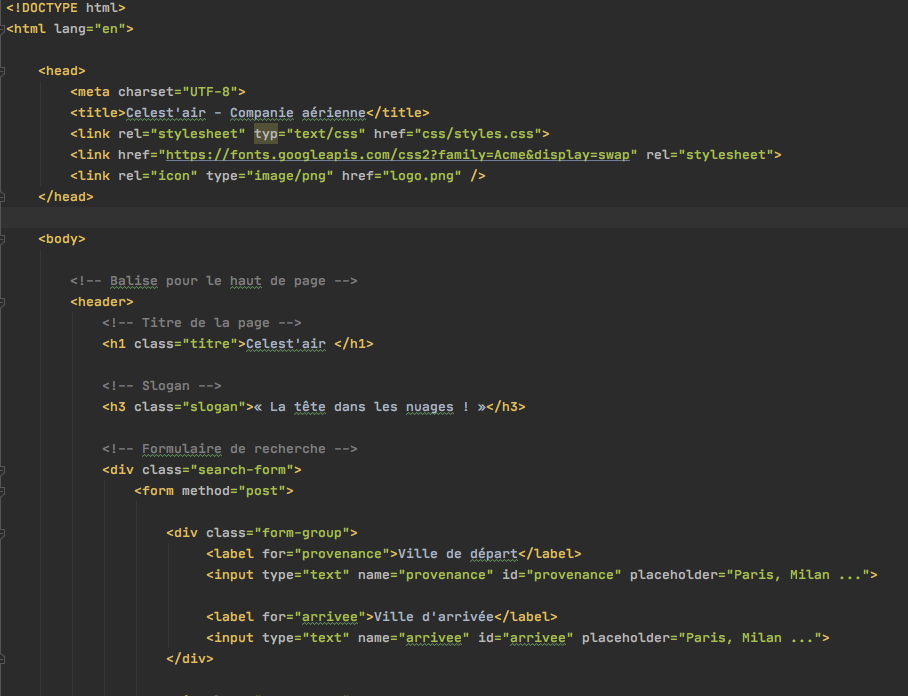 <!DOCTYPE html>
<html lang="en">
<head>
<meta charset="UTF-8">
<title>Celest'air - Companie aérienne</title>
<link rel="stylesheet" typ="text/css" href="css/styles.css">
<link href="https://fonts.googleapis.com/css2?family=Acme&display=swap" rel="stylesheet">
<link rel="icon" type="image/png" href="logo.png" />
</head>
<body>
<!-- Balise pour le haut de page -->
<header>
<!-- Titre de la page -->
<h1 class="titre">Celest'air </h1>
<!-- Slogan -->
<h3 class="slogan">« La tête dans les nuages ! »</h3>
<!-- Formulaire de recherche -->
<div class="search-form">
<form method="post">
<div class="form-group">
<label for="provenance">Ville de départ</label>
<input type="text" name="provenance" id="provenance" placeholder="Paris, Milan ...">
<label for="arrivee">Ville d'arrivée</label>
<input type="text" name="arrivee" id="arrivee" placeholder="Paris, Milan ...">
</div>